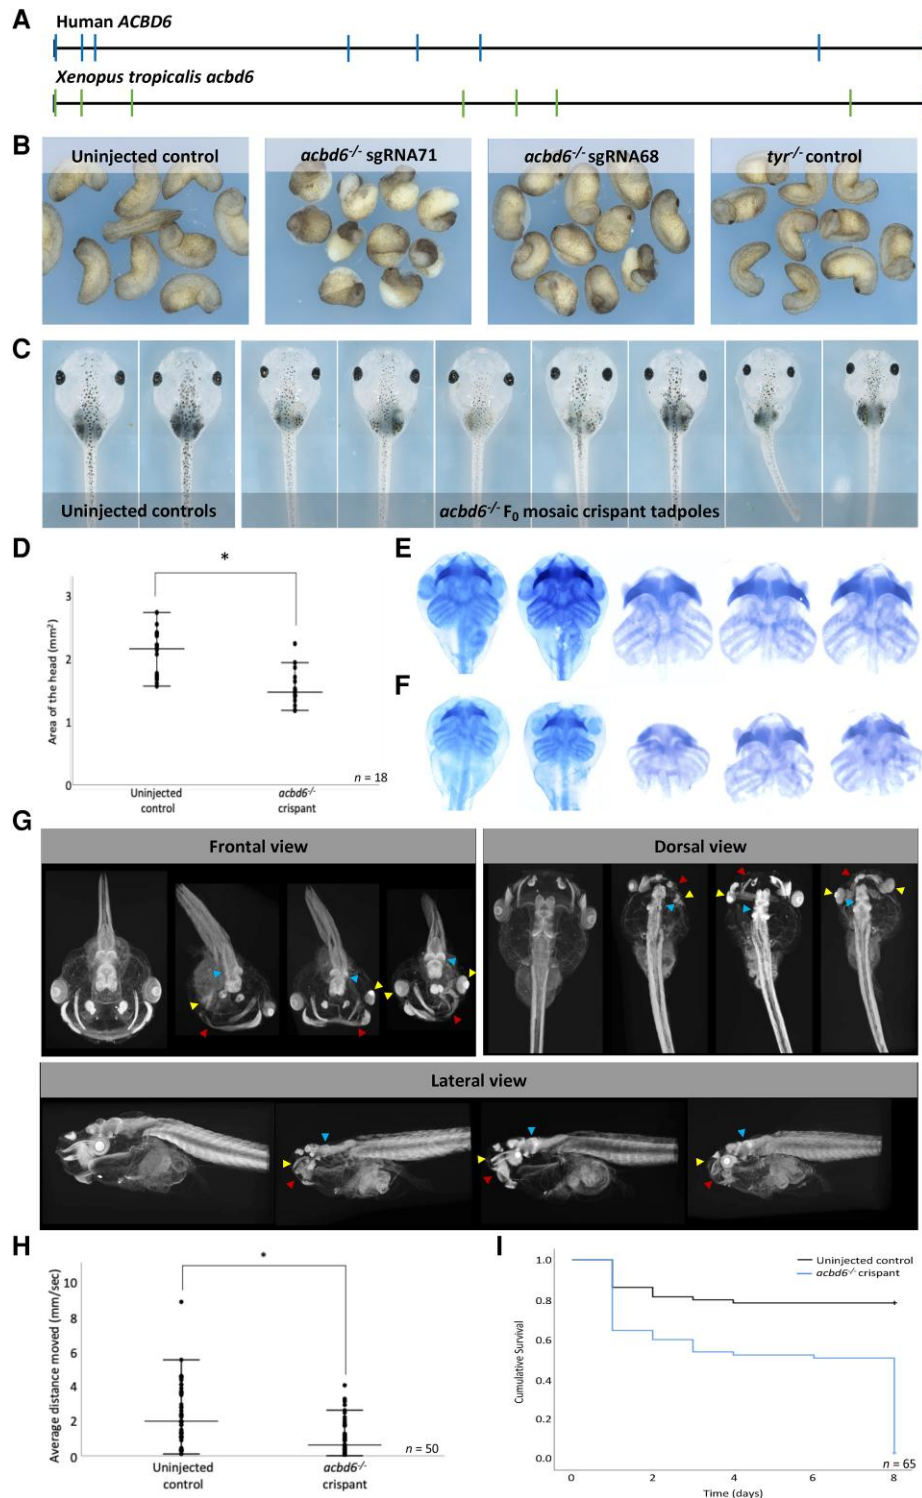 A
Human ACBD6
Xenopus tropicalis acbd6
B
Uninjected control
acbd6-/- sgRNA71
acbd6-/- sgRNA68
tyr-/- control
C
Uninjected controls
acbd6-/- F0 mosaic crispant tadpoles
D
*
Area of the head (mm2)
3
2
1
0
Uninjected
control
acbd6-/-
crispant
n = 18
E
F
G
Frontal view
Dorsal view
Lateral view
H
*
Average distance moved (mm/sec)
10
8
6
4
2
0
Uninjected
control
acbd6-/-
crispant
n = 50
I
Uninjected control
acbd6-/- crispant
Cumulative Survival
1.0
0.8
0.6
0.4
0.2
0.0
n = 65
0 2 4 6 8
Time (days)